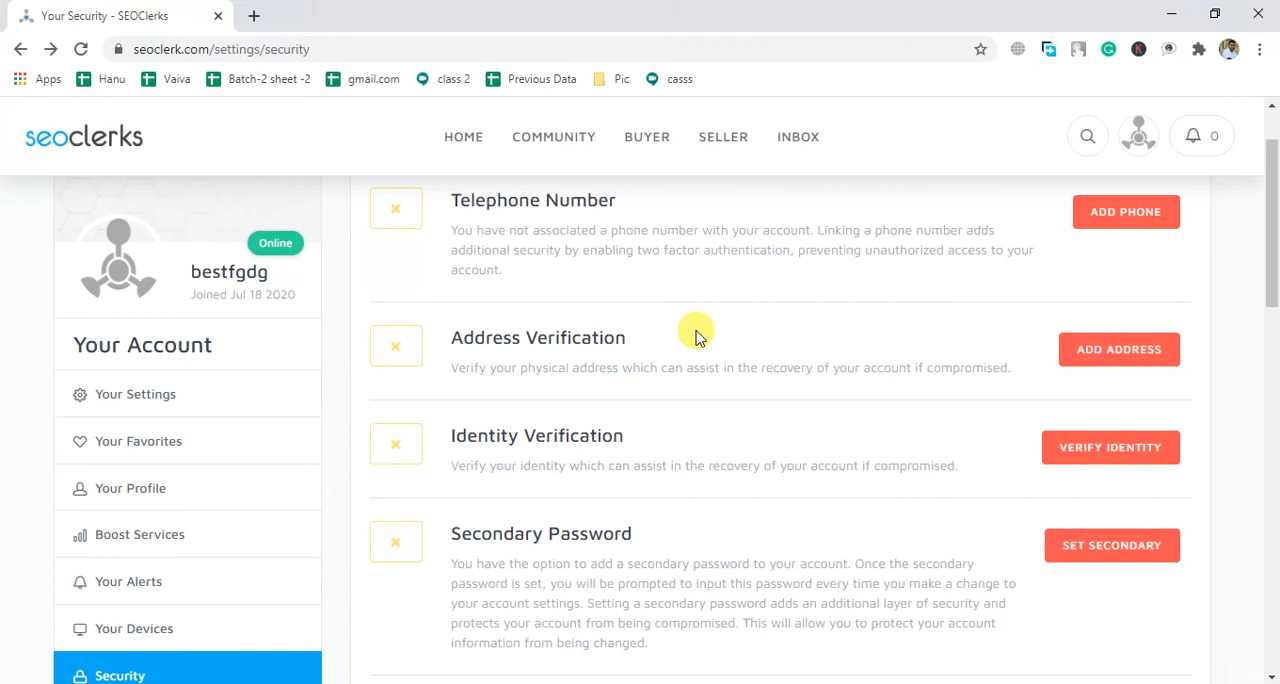 Your Security - SEOClerks
seoclerk.com/settings/security
Apps Hanu Vaiva Batch-2 sheet -2 gmail.com class 2 Previous Data Pic casss
seoclerks HOME COMMUNITY BUYER SELLER INBOX 0
Online
bestfgdg
Joined Jul 18 2020
Your Account
Your Settings
Your Favorites
Your Profile
Boost Services
Your Alerts
Your Devices
Security
Telephone Number
ADD PHONE
You have not associated a phone number with your account. Linking a phone number adds
additional security by enabling two factor authentication, preventing unauthorized access to your
account.
Address Verification
ADD ADDRESS
Verify your physical address which can assist in the recovery of your account if compromised.
Identity Verification
VERIFY IDENTITY
Verify your identity which can assist in the recovery of your account if compromised.
Secondary Password
SET SECONDARY
You have the option to add a secondary password to your account. Once the secondary
password is set, you will be prompted to input this password every time you make a change to
your account settings. Setting a secondary password adds an additional layer of security and
protects your account from being compromised. This will allow you to protect your account
information from being changed.